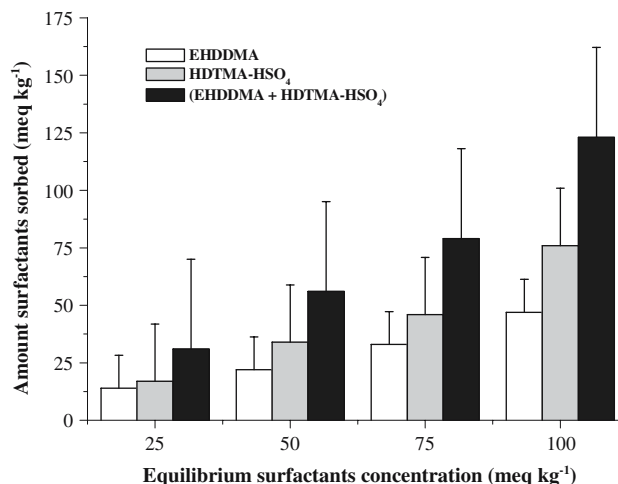 175
150
125
100
75
50
25
0
Amount surfactants sorbed (meq kg⁻¹)
EHDDMA
HDTMA-HSO₄
(EHDDMA + HDTMA-HSO₄)
25 50 75 100
Equilibrium surfactants concentration (meq kg⁻¹)